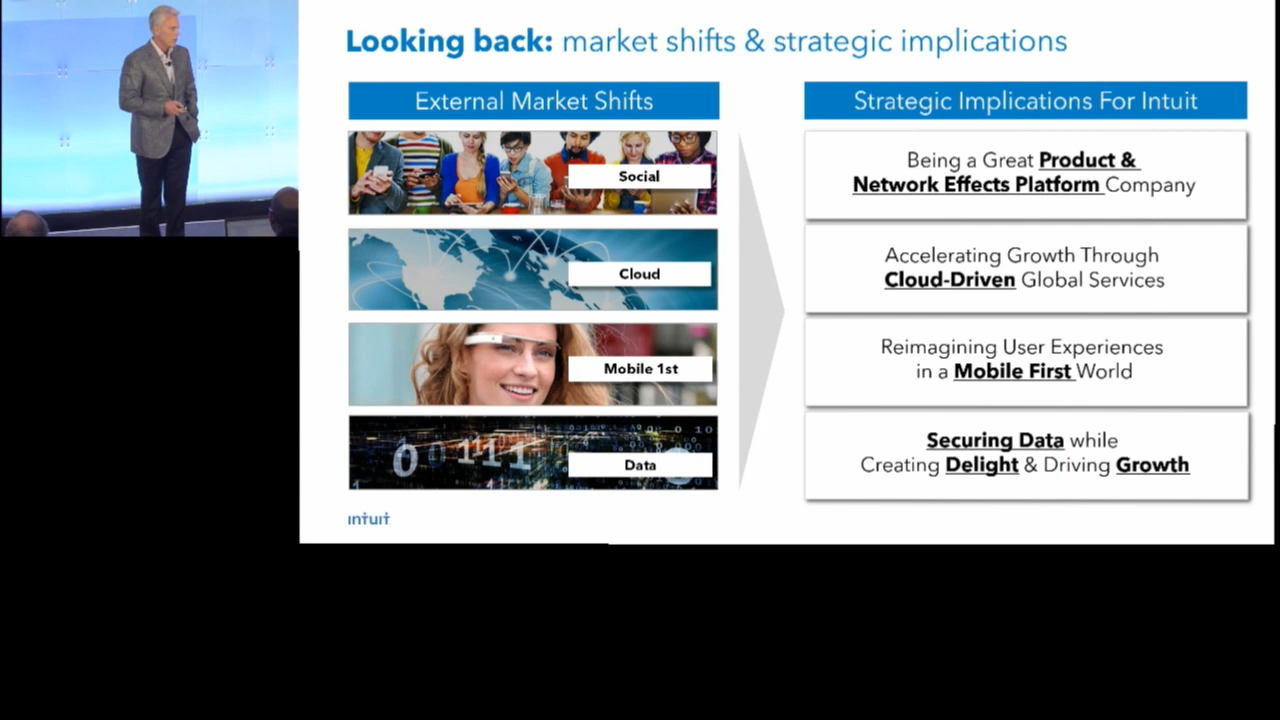 Looking back: market shifts & strategic implications
External Market Shifts
Social
Cloud
Mobile 1st
Data
Strategic Implications For Intuit
Being a Great Product &
Network Effects Platform Company
Accelerating Growth Through
Cloud-Driven Global Services
Reimagining User Experiences
in a Mobile First World
Securing Data while
Creating Delight & Driving Growth
intuit